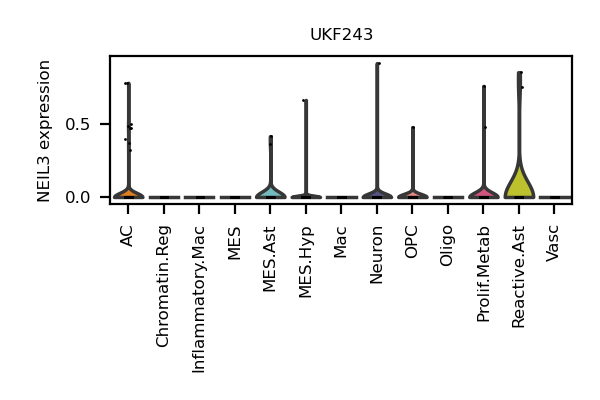 UKF243
NEIL3 expression
0.5
0.0
AC
Chromatin.Reg
Inflammatory.Mac
MES
MES.Ast
MES.Hyp
Mac
Neuron
OPC
Oligo
Prolif.Metab
Reactive.Ast
Vasc